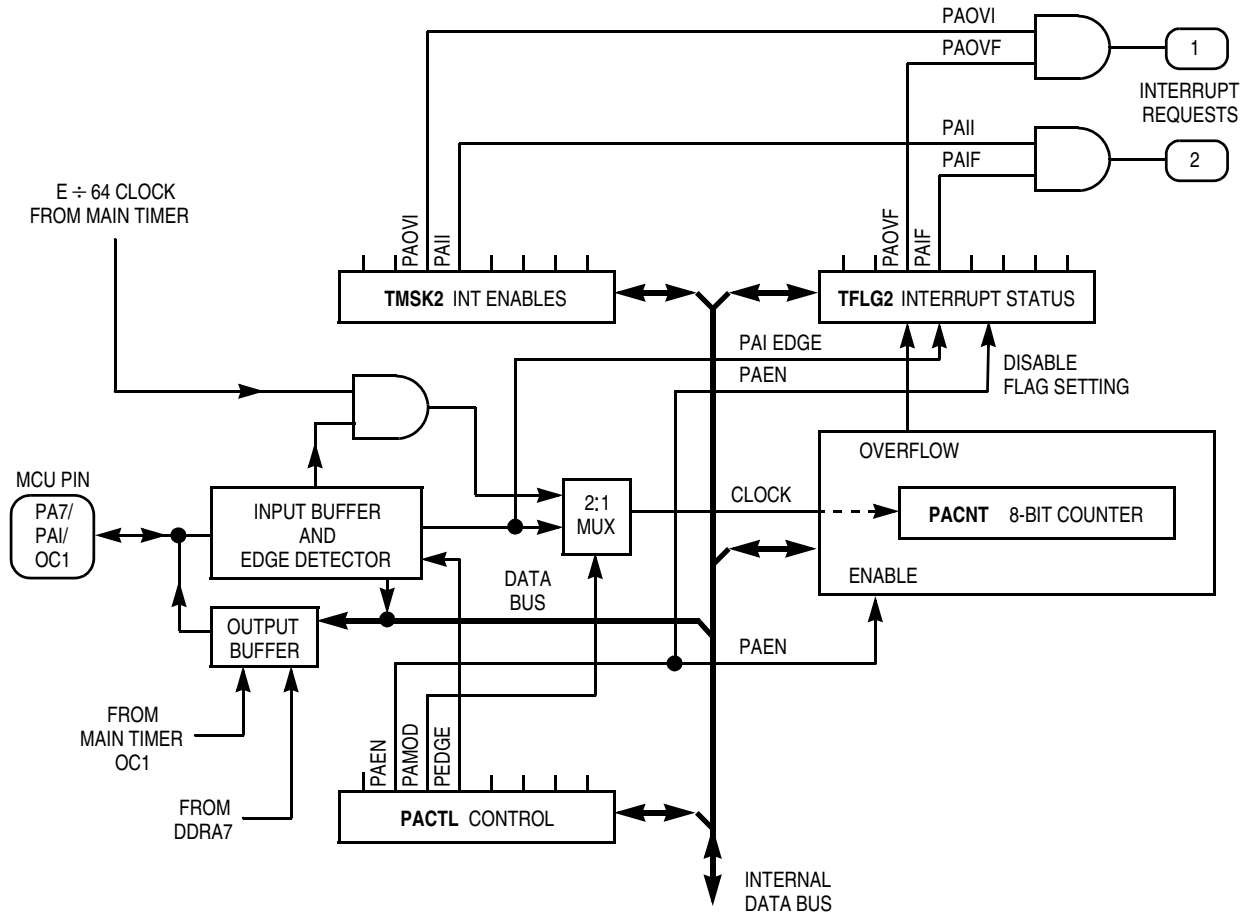 PAOVI
PAOVF
1
INTERRUPT
REQUESTS
PAII
PAIF
2
E ÷ 64 CLOCK
FROM MAIN TIMER
PAOVI
PAII
PAOVF
PAIF
TMSK2 INT ENABLES
TFLG2 INTERRUPT STATUS
PAI EDGE
PAEN
DISABLE
FLAG SETTING
OVERFLOW
MCU PIN
PA7/
PAI/
OC1
INPUT BUFFER
AND
EDGE DETECTOR
2:1
MUX
CLOCK
PACNT 8-BIT COUNTER
DATA
BUS
ENABLE
OUTPUT
BUFFER
PAEN
FROM
MAIN TIMER
OC1
PAEN
PAMOD
PEDGE
FROM
DDRA7
PACTL CONTROL
INTERNAL
DATA BUS